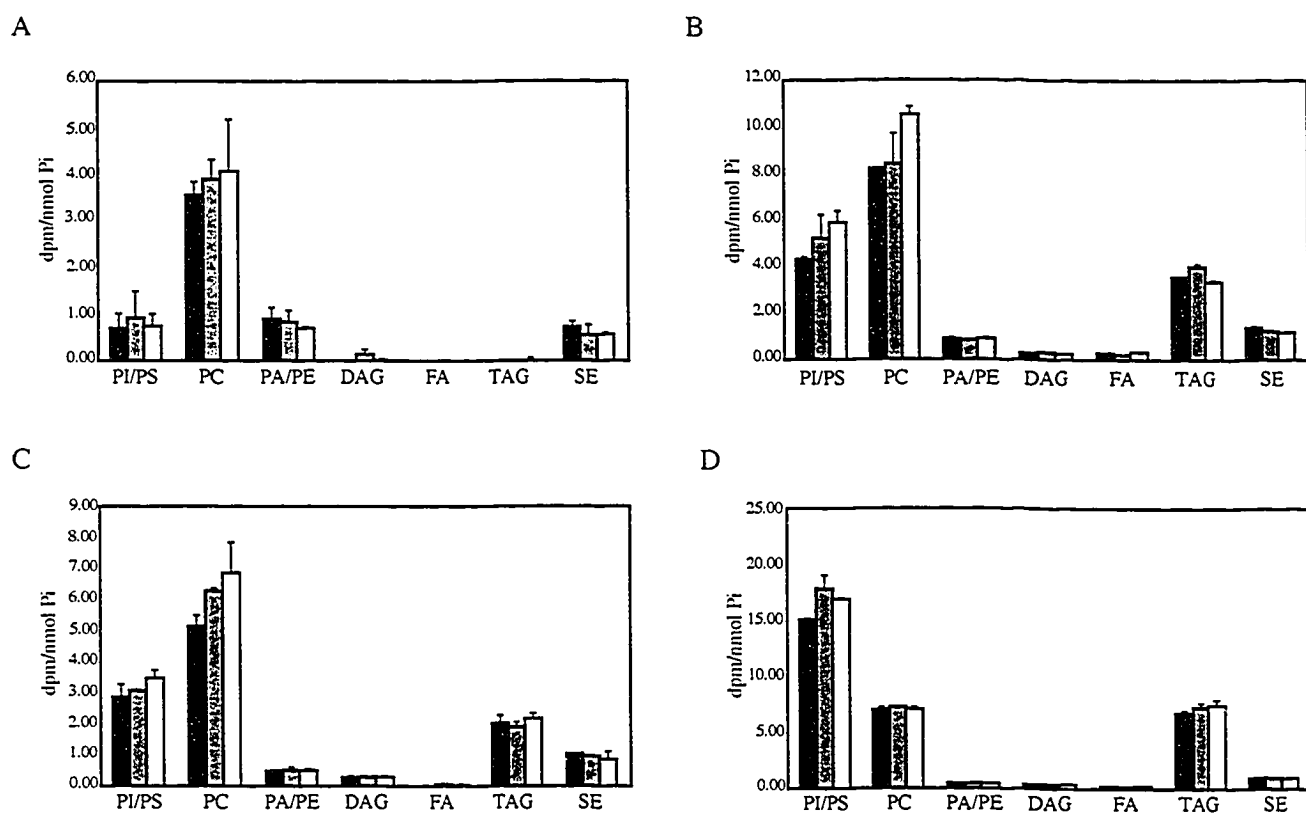 A
6.00
5.00
4.00
3.00
2.00
1.00
0.00
dpm/nmol Pi
PI/PS PC PA/PE DAG FA TAG SE
B
12.00
10.00
8.00
6.00
4.00
2.00
0.00
dpm/nmol Pi
PI/PS PC PA/PE DAG FA TAG SE
C
9.00
8.00
7.00
6.00
5.00
4.00
3.00
2.00
1.00
0.00
dpm/nmol Pi
PI/PS PC PA/PE DAG FA TAG SE
D
25.00
20.00
15.00
10.00
5.00
0.00
dpm/nmol Pi
PI/PS PC PA/PE DAG FA TAG SE